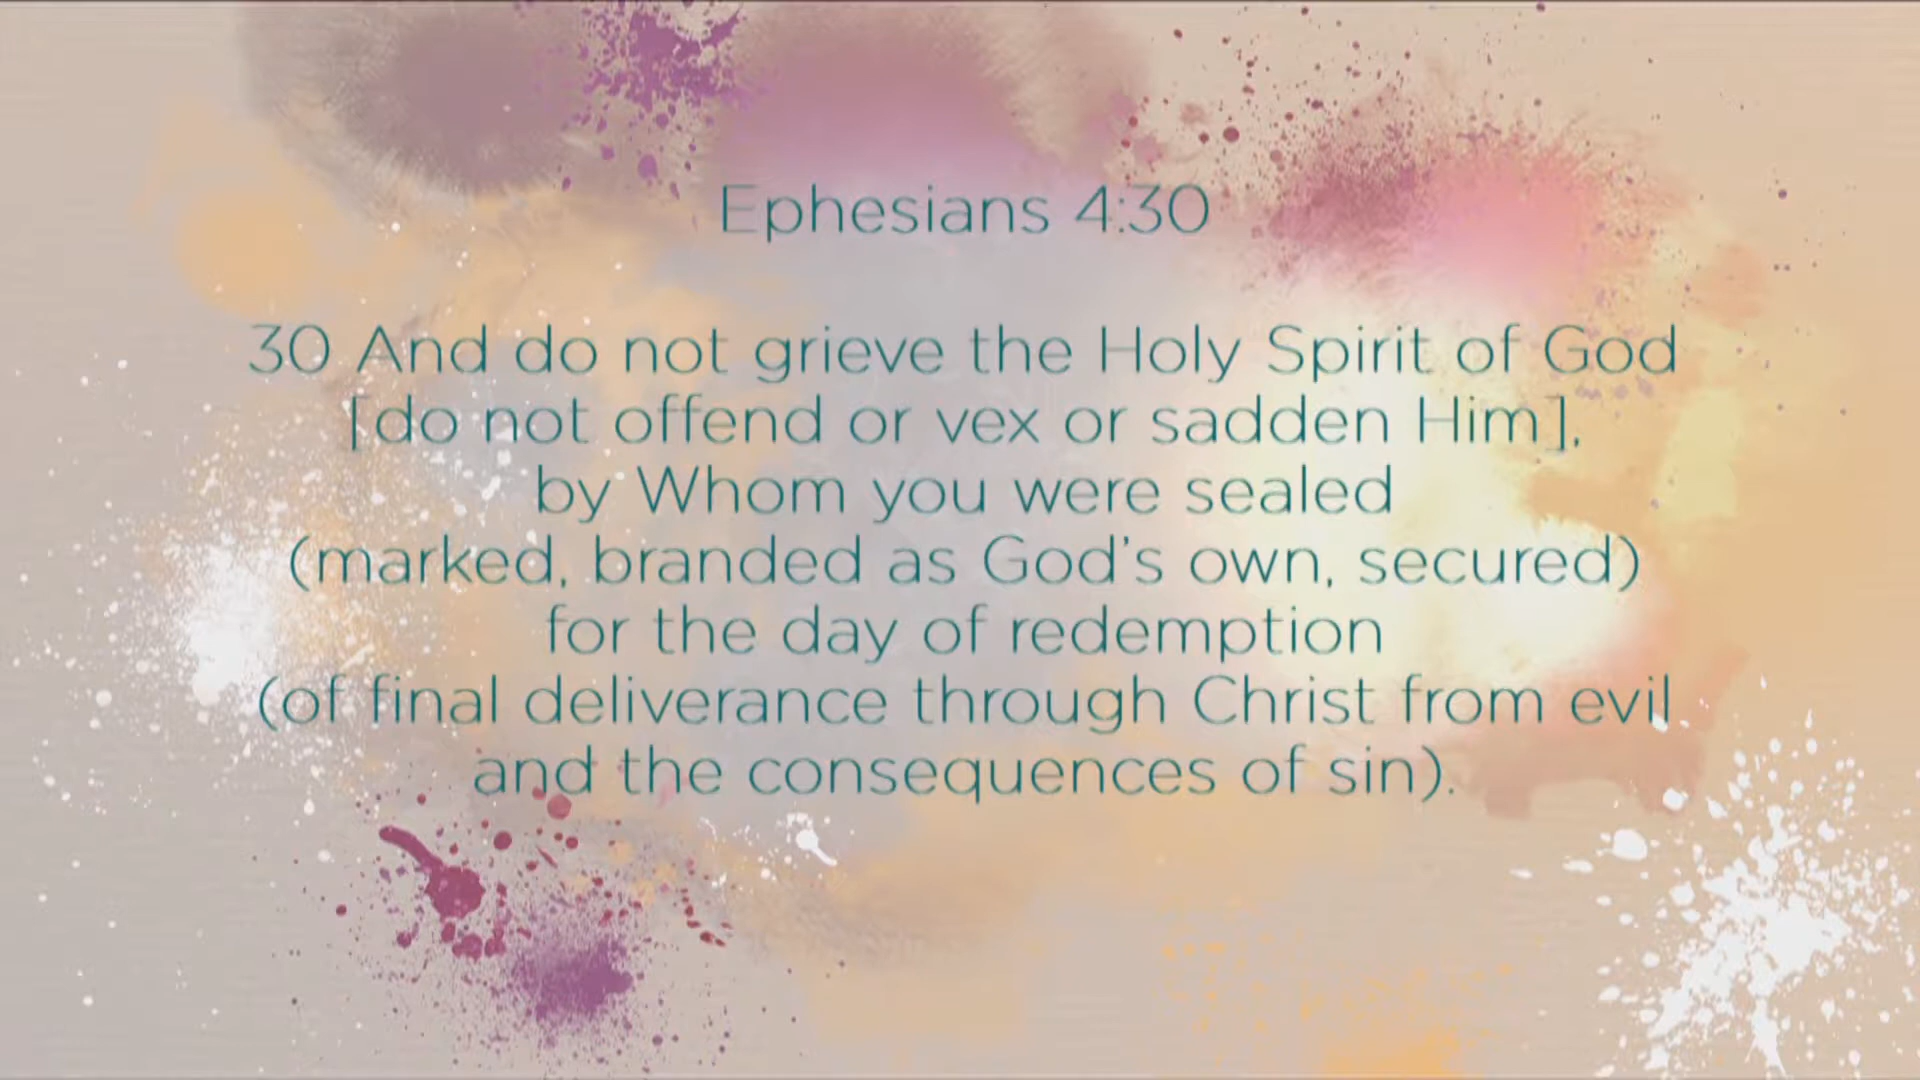 Ephesians 4:30
30 And do not grieve the Holy Spirit of God
[do not offend or vex or sadden Him],
by Whom you were sealed
(marked, branded as God's own, secured)
for the day of redemption
(of final deliverance through Christ from evil
and the consequences of sin).